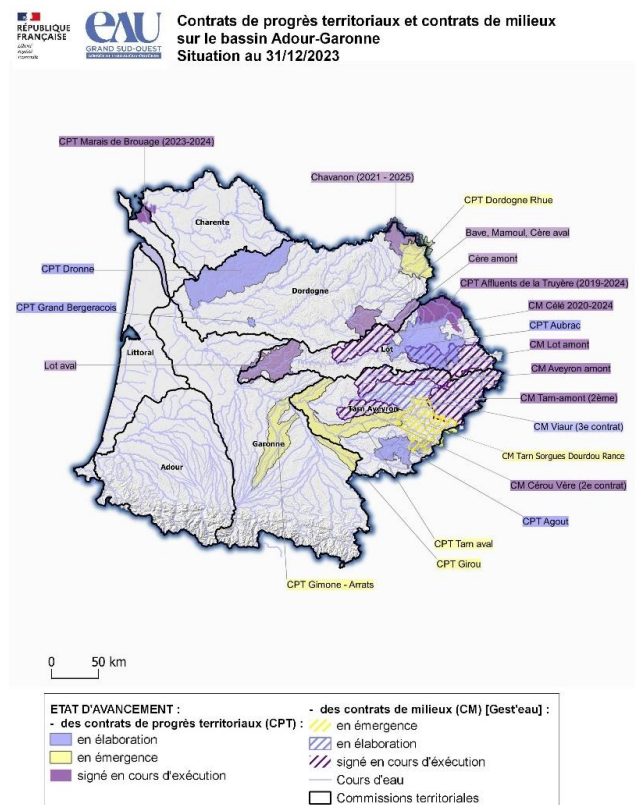 RÉPUBLIQUE
FRANÇAISE
Liberté
Égalité
Fraternité
eau
GRAND SUD-OUEST
Contrats de progrès territoriaux et contrats de milieux
sur le bassin Adour-Garonne
Situation au 31/12/2023
CPT Marais de Brouage (2023-2024)
Chavanon (2021 - 2025)
CPT Dordogne Rhue
Charente
Bave, Mamoul, Cère aval
Cère amont
CPT Dronne
Dordogne
CPT Affluents de la Truyère (2019-2024)
CPT Grand Bergeracois
CM Célé 2020-2024
CPT Aubrac
Littoral
Lot
CM Lot amont
Lot aval
CM Aveyron amont
CM Tarn-amont (2ème)
Tarn Aveyron
CM Viaur (3e contrat)
Garonne
CM Tarn Sorgues Dourdou Rance
Adour
CM Cérou Vère (2e contrat)
CPT Agout
CPT Tarn aval
CPT Girou
CPT Gimone - Arrats
0 50 km
ETAT D'AVANCEMENT :
- des contrats de progrès territoriaux (CPT) :
en élaboration
en émergence
signé en cours d'exécution
- des contrats de milieux (CM) [Gest'eau] :
en émergence
en élaboration
signé en cours d'éxécution
Cours d'eau
Commissions territoriales